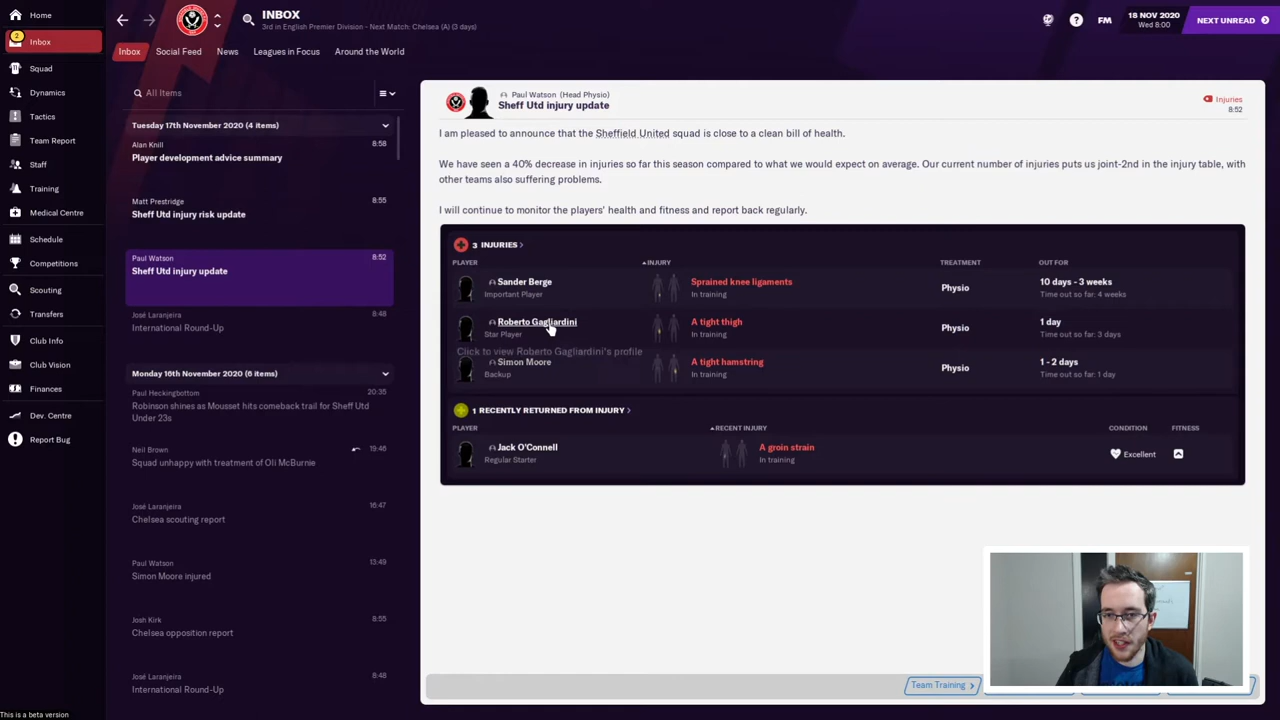 Home
2
Inbox
Squad
Dynamics
Tactics
Team Report
Staff
Training
Medical Centre
Schedule
Competitions
Scouting
Transfers
Club Info
Club Vision
Finances
Dev. Centre
Report Bug
This is a beta version
INBOX
3rd in English Premier Division - Next Match: Chelsea (A) (3 days)
?
FM
18 NOV 2020
Wed 8:00
NEXT UNREAD
Inbox
Social Feed
News
Leagues in Focus
Around the World
All Items
Tuesday 17th November 2020 (4 items)
Alan Knill
8:58
Player development advice summary
Matt Prestridge
8:55
Sheff Utd injury risk update
Paul Watson
8:52
Sheff Utd injury update
José Laranjeira
8:48
International Round-Up
Monday 16th November 2020 (6 items)
Paul Heckingbottom
20:35
Robinson shines as Mousset hits comeback trail for Sheff Utd
Under 23s
Neil Brown
19:46
Squad unhappy with treatment of Oli McBurnie
José Laranjeira
16:47
Chelsea scouting report
Paul Watson
13:49
Simon Moore injured
Josh Kirk
8:55
Chelsea opposition report
José Laranjeira
8:48
International Round-Up
Paul Watson (Head Physio)
Sheff Utd injury update
Injuries
8:52
I am pleased to announce that the Sheffield United squad is close to a clean bill of health.
We have seen a 40% decrease in injuries so far this season compared to what we would expect on average. Our current number of injuries puts us joint-2nd in the injury table, with
other teams also suffering problems.
I will continue to monitor the players' health and fitness and report back regularly.
3 INJURIES
PLAYER
INJURY
TREATMENT
OUT FOR
Sander Berge
Important Player
Sprained knee ligaments
In training
Physio
10 days - 3 weeks
Time out so far: 4 weeks
Roberto Gagliardini
Star Player
A tight thigh
In training
Physio
1 day
Time out so far: 3 days
Click to view Roberto Gagliardini's profile
Simon Moore
Backup
A tight hamstring
In training
Physio
1 - 2 days
Time out so far: 1 day
1 RECENTLY RETURNED FROM INJURY
PLAYER
RECENT INJURY
CONDITION
FITNESS
Jack O'Connell
Regular Starter
A groin strain
In training
Excellent
Team Training